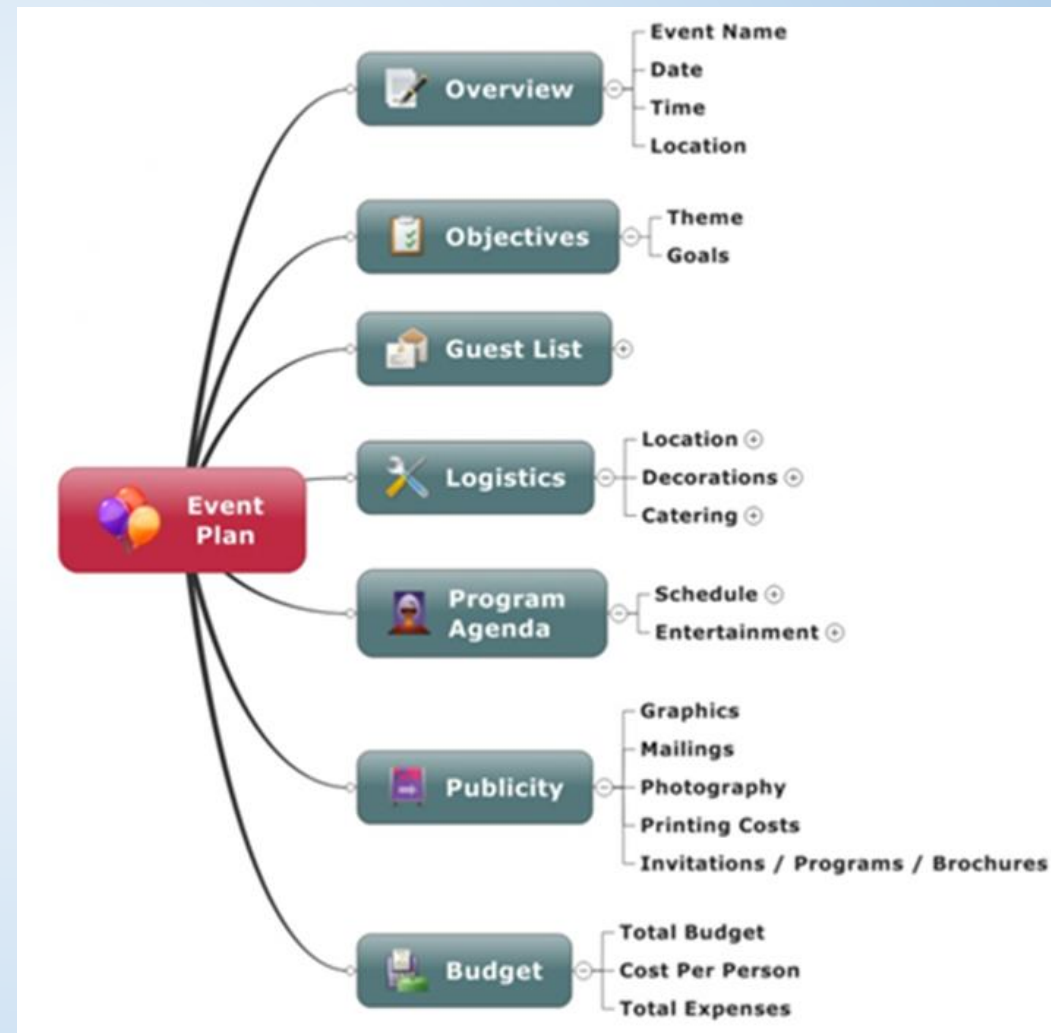 Event Name
Overview
Date
Time
Location
Objectives
Theme
Goals
Guest List
Event
Plan
Logistics
Location
Decorations
Catering
Program
Agenda
Schedule
Entertainment
Publicity
Graphics
Mailings
Photography
Printing Costs
Invitations / Programs / Brochures
Budget
Total Budget
Cost Per Person
Total Expenses